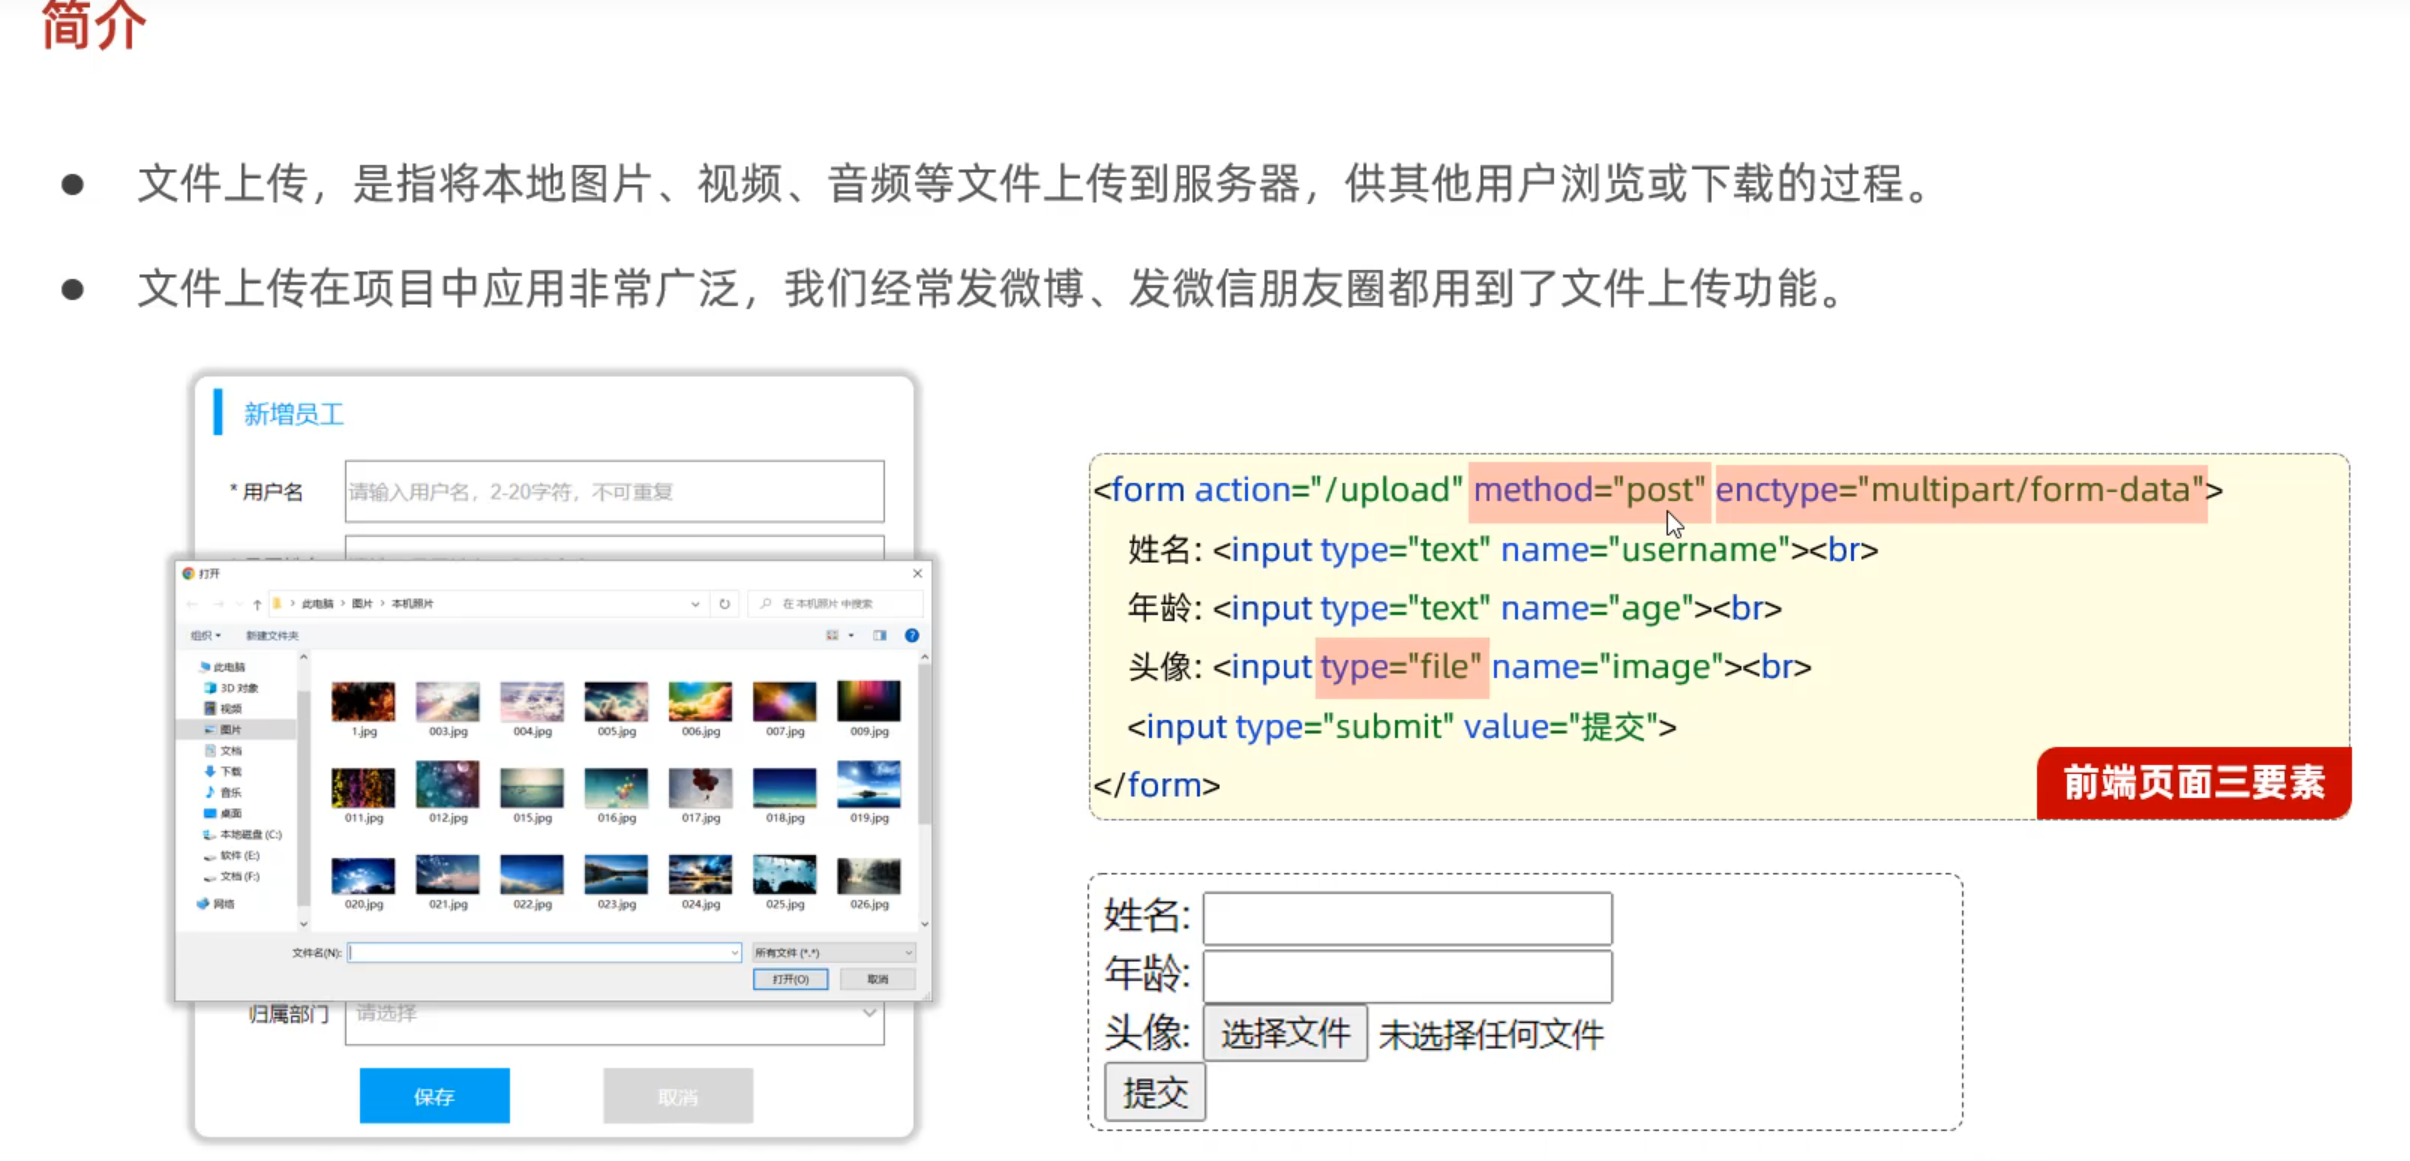 简介
● 文件上传，是指将本地图片、视频、音频等文件上传到服务器，供其他用户浏览或下载的过程。
● 文件上传在项目中应用非常广泛，我们经常发微博、发微信朋友圈都用到了文件上传功能。
新增员工
* 用户名 请输入用户名，2-20字符，不可重复
打开
此电脑 › 图片 › 本机照片
在 本机照片 中搜索
组织 新建文件夹
此电脑
3D 对象
视频
图片
文档
下载
音乐
桌面
本地磁盘 (C:)
软件 (E:)
文档 (F:)
网络
1.jpg 003.jpg 004.jpg 005.jpg 006.jpg 007.jpg 009.jpg
011.jpg 012.jpg 015.jpg 016.jpg 017.jpg 018.jpg 019.jpg
020.jpg 021.jpg 022.jpg 023.jpg 024.jpg 025.jpg 026.jpg
文件名(N): 所有文件 (*.*)
打开(O) 取消
归属部门 请选择
保存 取消
<form action="/upload" method="post" enctype="multipart/form-data">
姓名: <input type="text" name="username"><br>
年龄: <input type="text" name="age"><br>
头像: <input type="file" name="image"><br>
<input type="submit" value="提交">
</form>
前端页面三要素
姓名:
年龄:
头像: 选择文件 未选择任何文件
提交